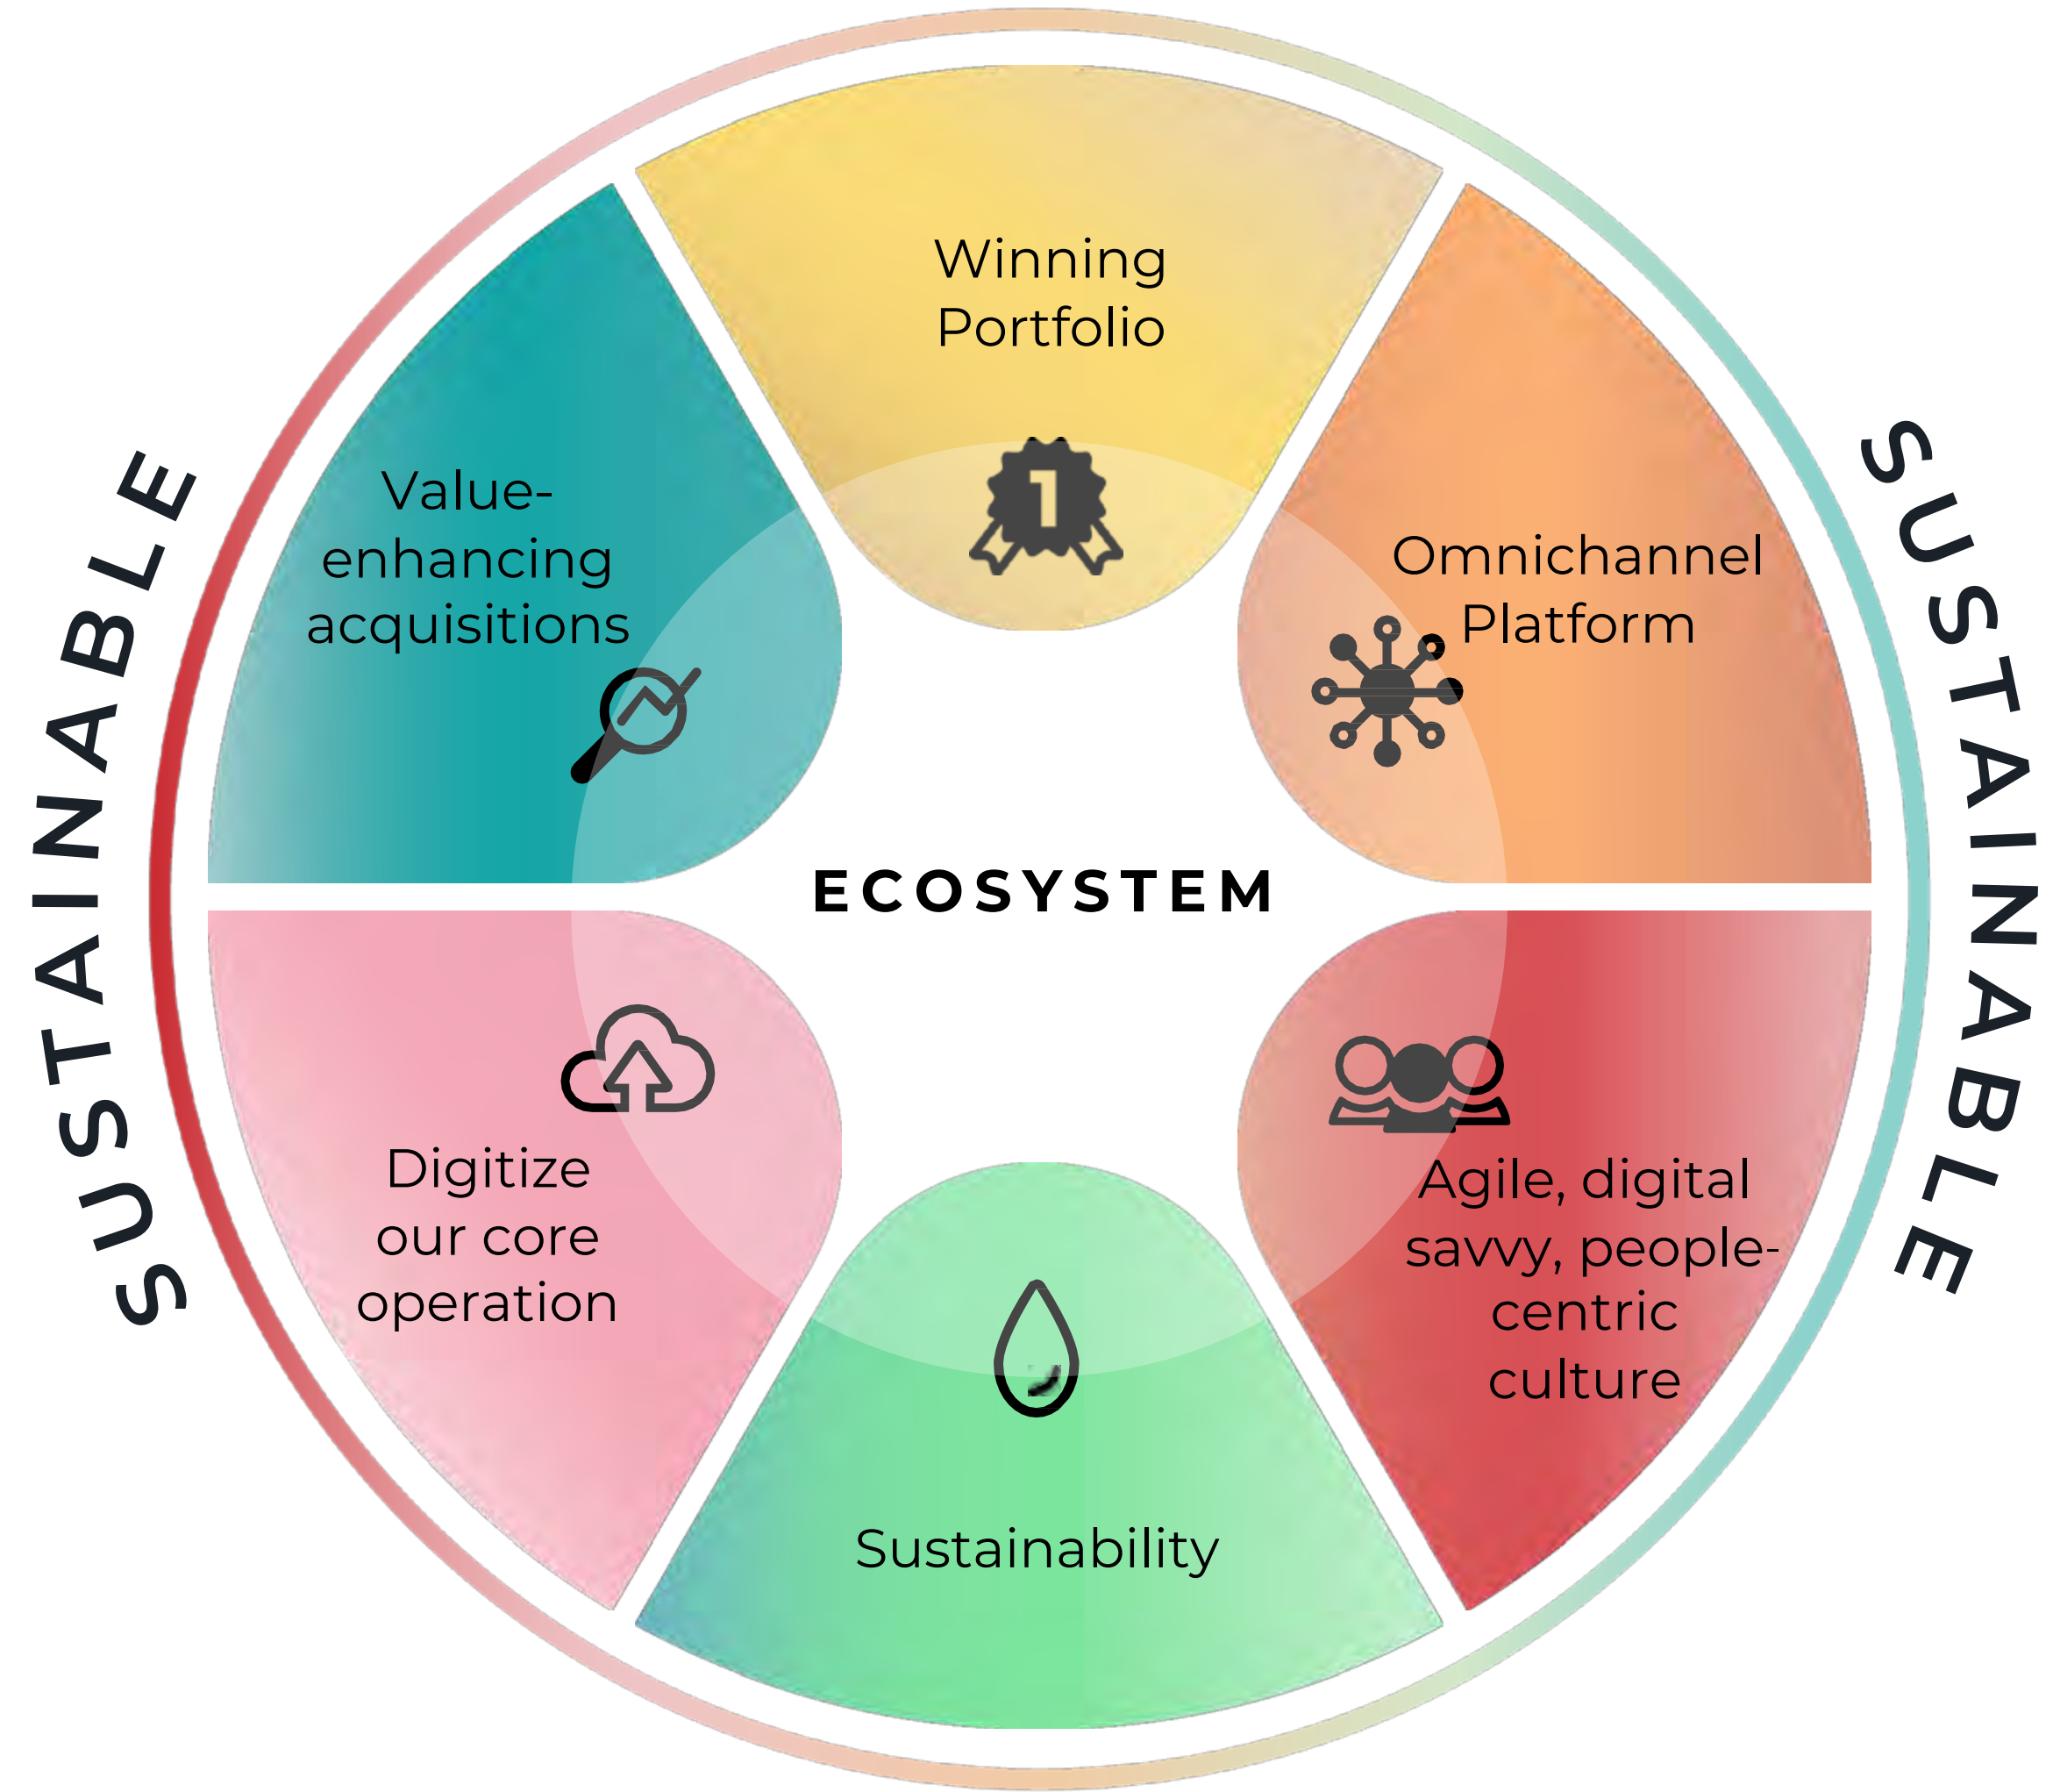 Winning
Portfolio
1
Omnichannel
Platform
Agile, digital
savvy, people-
centric
culture
Sustainability
Digitize
our core
operation
Value-
enhancing
acquisitions
ECOSYSTEM
SUSTAINABLE
SUSTAINABLE